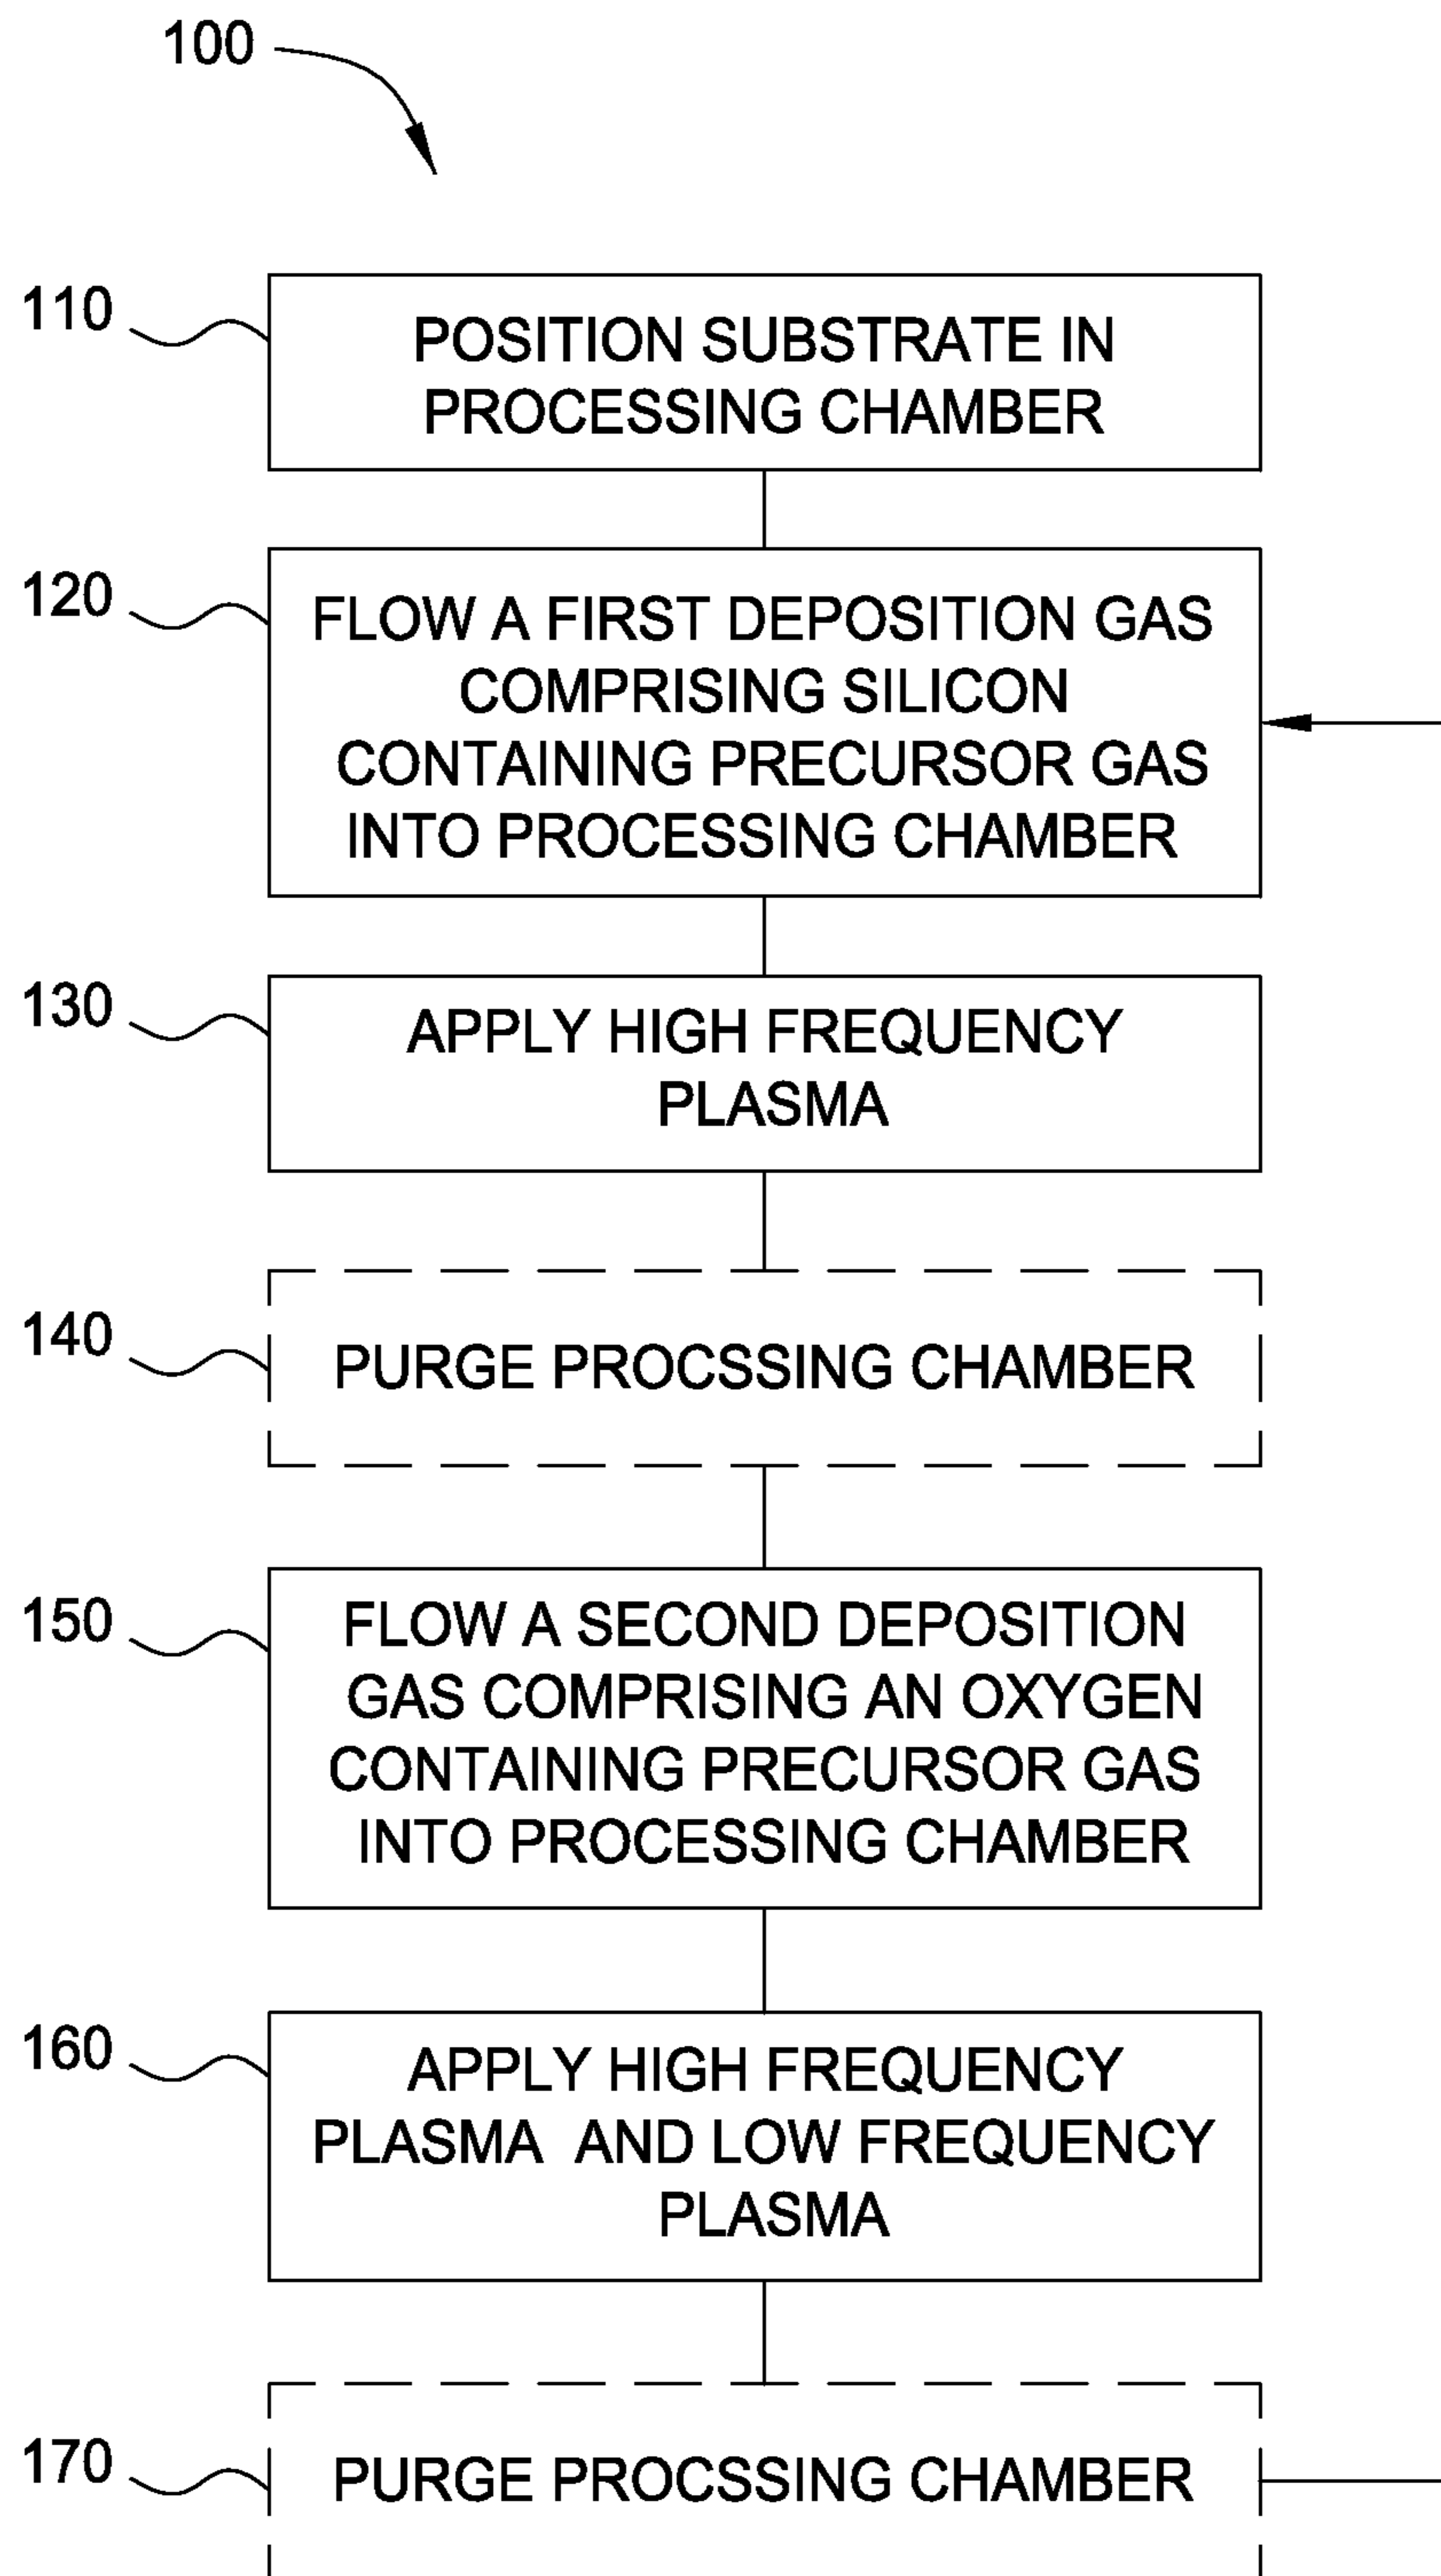 100
110
POSITION SUBSTRATE IN
PROCESSING CHAMBER
120
FLOW A FIRST DEPOSITION GAS
COMPRISING SILICON
CONTAINING PRECURSOR GAS
INTO PROCESSING CHAMBER
130
APPLY HIGH FREQUENCY
PLASMA
140
PURGE PROCSSING CHAMBER
150
FLOW A SECOND DEPOSITION
GAS COMPRISING AN OXYGEN
CONTAINING PRECURSOR GAS
INTO PROCESSING CHAMBER
160
APPLY HIGH FREQUENCY
PLASMA AND LOW FREQUENCY
PLASMA
170
PURGE PROCSSING CHAMBER